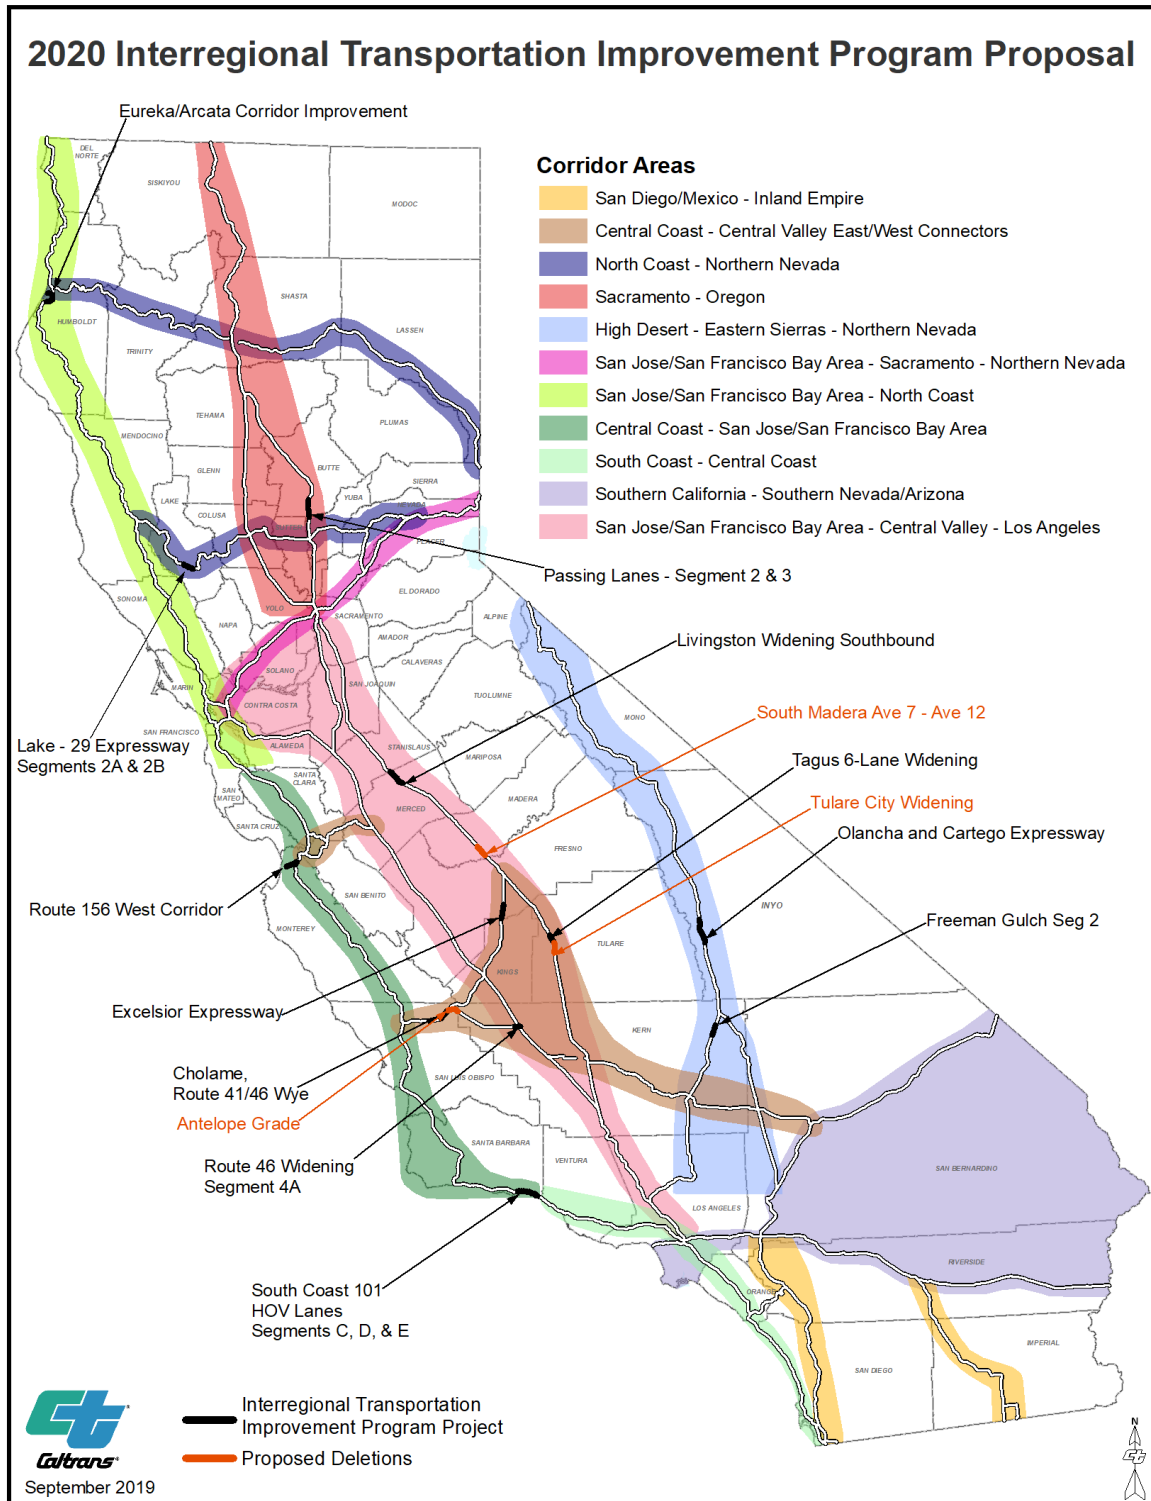 2020 Interregional Transportation Improvement Program Proposal
Eureka/Arcata Corridor Improvement
Corridor Areas
San Diego/Mexico - Inland Empire
Central Coast - Central Valley East/West Connectors
North Coast - Northern Nevada
Sacramento - Oregon
High Desert - Eastern Sierras - Northern Nevada
San Jose/San Francisco Bay Area - Sacramento - Northern Nevada
San Jose/San Francisco Bay Area - North Coast
Central Coast - San Jose/San Francisco Bay Area
South Coast - Central Coast
Southern California - Southern Nevada/Arizona
San Jose/San Francisco Bay Area - Central Valley - Los Angeles
DEL
NORTE
SISKIYOU
MODOC
HUMBOLDT
TRINITY
SHASTA
LASSEN
TEHAMA
PLUMAS
MENDOCINO
GLENN
BUTTE
LAKE
COLUSA
YUBA
SIERRA
NEVADA
PLACER
SONOMA
NAPA
YOLO
SACRAMENTO
EL DORADO
ALPINE
AMADOR
CALAVERAS
SOLANO
MARIN
CONTRA COSTA
SAN JOAQUIN
TUOLUMNE
MONO
SAN FRANCISCO
ALAMEDA
STANISLAUS
MARIPOSA
SAN
MATEO
SANTA
CLARA
SANTA CRUZ
MERCED
MADERA
FRESNO
SAN BENITO
MONTEREY
INYO
TULARE
KINGS
KERN
SAN LUIS OBISPO
SANTA BARBARA
VENTURA
LOS ANGELES
SAN BERNARDINO
RIVERSIDE
ORANGE
SAN DIEGO
IMPERIAL
Passing Lanes - Segment 2 & 3
Livingston Widening Southbound
South Madera Ave 7 - Ave 12
Tagus 6-Lane Widening
Tulare City Widening
Olancha and Cartego Expressway
Freeman Gulch Seg 2
Lake - 29 Expressway
Segments 2A & 2B
Route 156 West Corridor
Excelsior Expressway
Cholame,
Route 41/46 Wye
Antelope Grade
Route 46 Widening
Segment 4A
South Coast 101
HOV Lanes
Segments C, D, & E
Interregional Transportation
Improvement Program Project
Proposed Deletions
Caltrans
September 2019
N